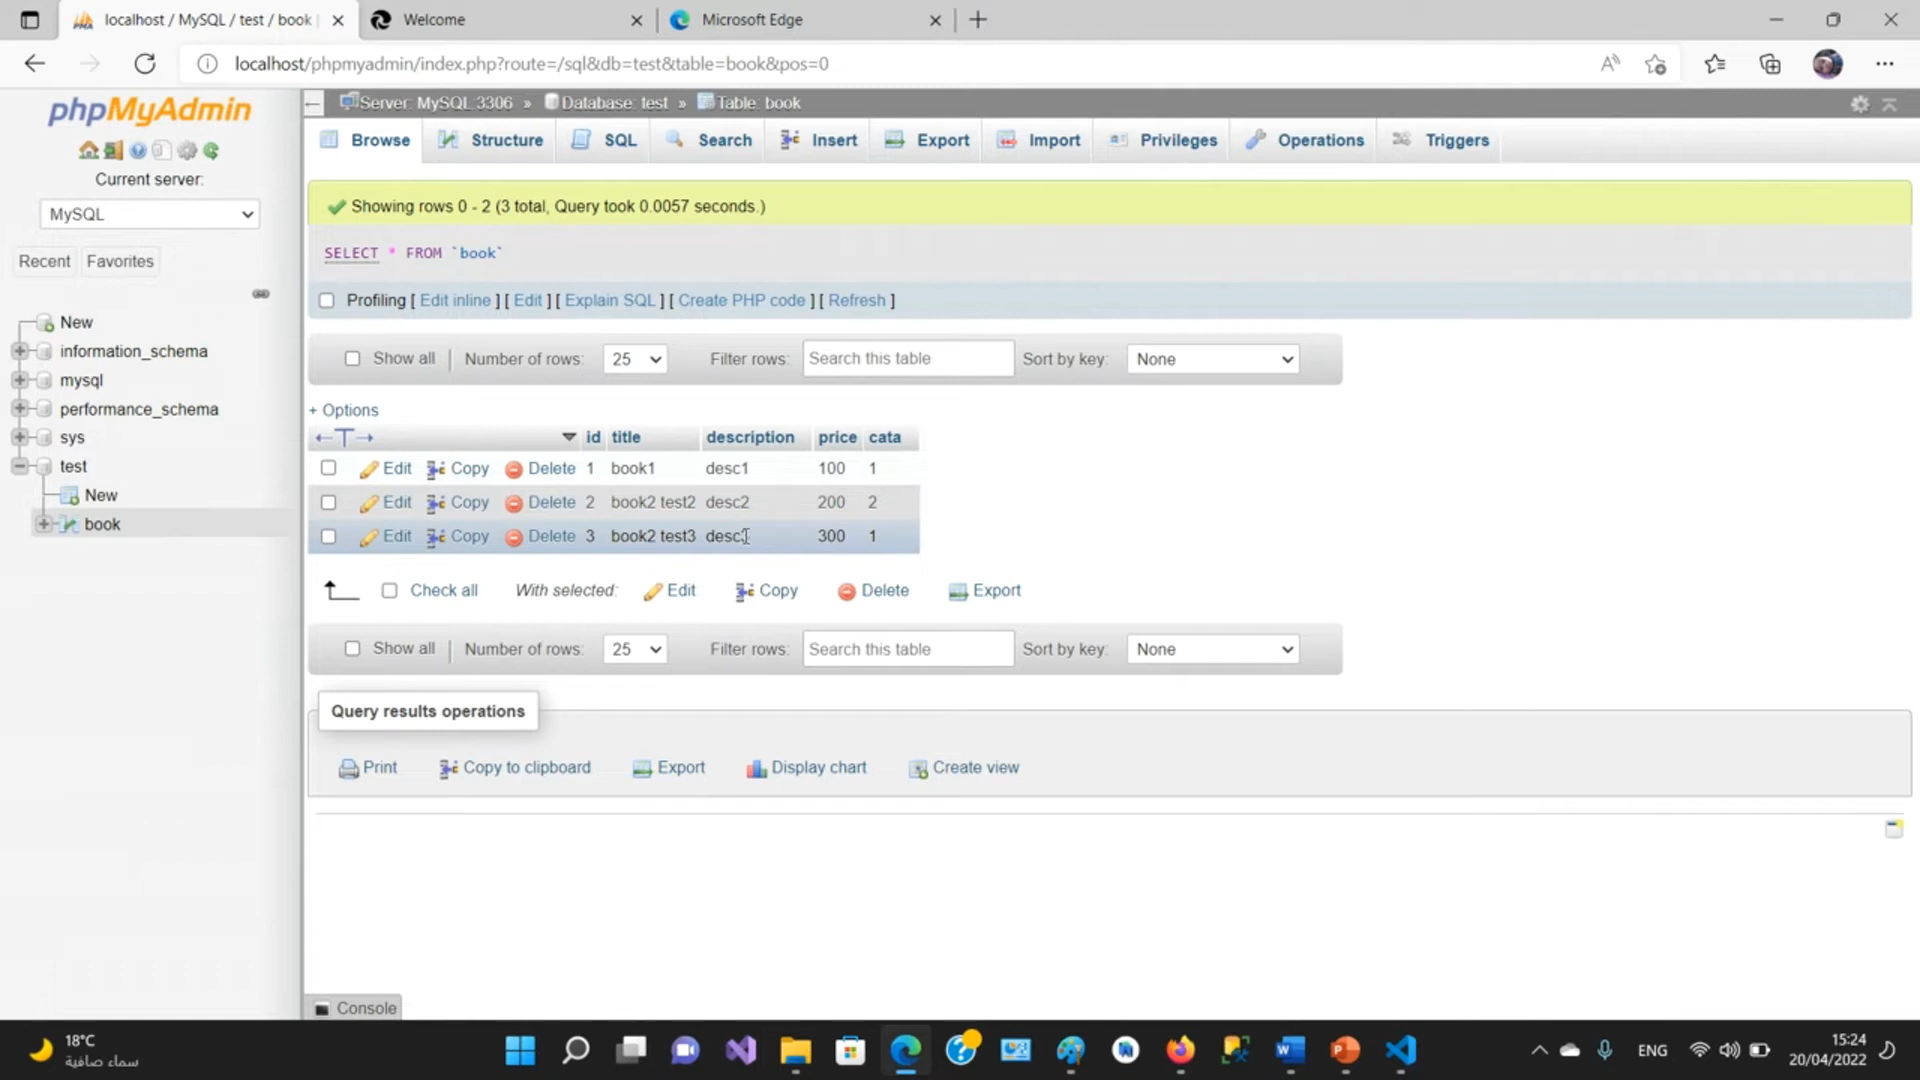 localhost / MySQL / test / book |
Welcome
Microsoft Edge
localhost/phpmyadmin/index.php?route=/sql&db=test&table=book&pos=0
phpMyAdmin
Server: MySQL:3306 » Database: test » Table: book
Browse Structure SQL Search Insert Export Import Privileges Operations Triggers
Current server:
MySQL
Recent Favorites
New
information_schema
mysql
performance_schema
sys
test
New
book
Showing rows 0 - 2 (3 total, Query took 0.0057 seconds.)
SELECT * FROM `book`
Profiling [ Edit inline ] [ Edit ] [ Explain SQL ] [ Create PHP code ] [ Refresh ]
Show all | Number of rows: 25 Filter rows: Search this table Sort by key: None
+ Options
id title description price cata
Edit Copy Delete 1 book1 desc1 100 1
Edit Copy Delete 2 book2 test2 desc2 200 2
Edit Copy Delete 3 book2 test3 300 1
Check all With selected: Edit Copy Delete Export
Show all | Number of rows: 25 Filter rows: Search this table Sort by key: None
Query results operations
Print Copy to clipboard Export Display chart Create view
Console
18°C
سماء صافية
ENG
15:24
20/04/2022